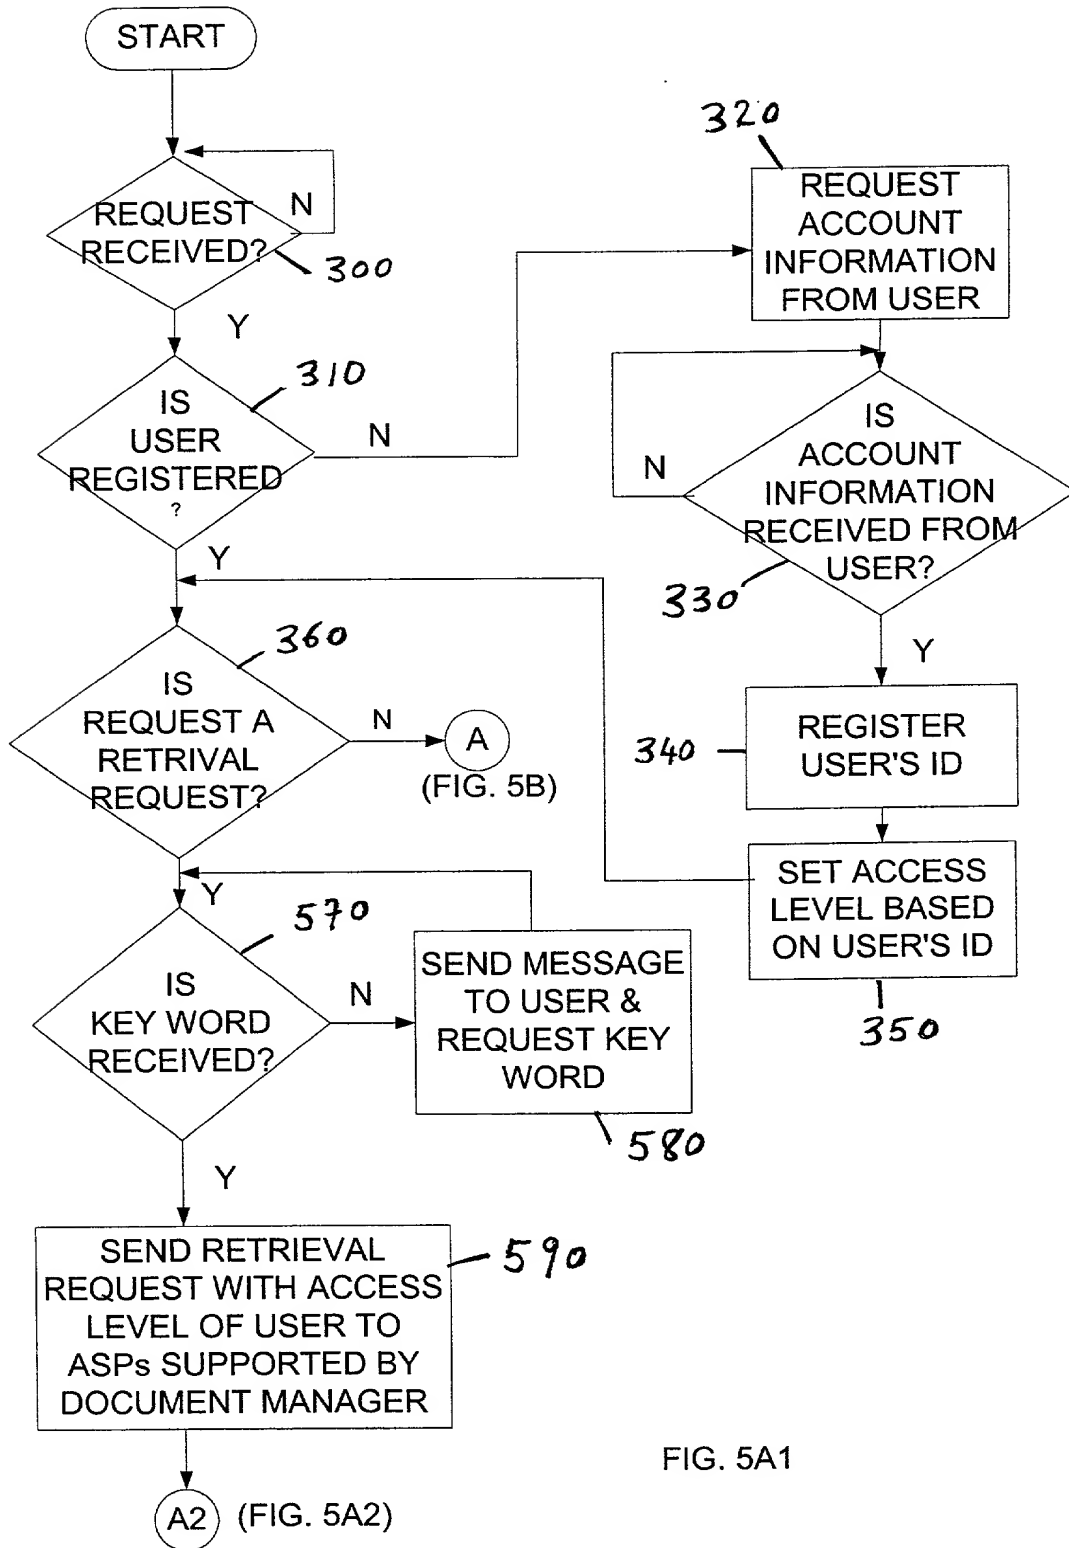 START
REQUEST
RECEIVED?
N
300
Y
IS
USER
REGISTERED
?
310
N
Y
320
REQUEST
ACCOUNT
INFORMATION
FROM USER
IS
ACCOUNT
INFORMATION
RECEIVED FROM
USER?
N
330
Y
340
REGISTER
USER'S ID
SET ACCESS
LEVEL BASED
ON USER'S ID
350
360
IS
REQUEST A
RETRIVAL
REQUEST?
N
A
(FIG. 5B)
Y
570
IS
KEY WORD
RECEIVED?
N
SEND MESSAGE
TO USER &
REQUEST KEY
WORD
580
Y
SEND RETRIEVAL
REQUEST WITH ACCESS
LEVEL OF USER TO
ASPs SUPPORTED BY
DOCUMENT MANAGER
590
A2
(FIG. 5A2)
FIG. 5A1